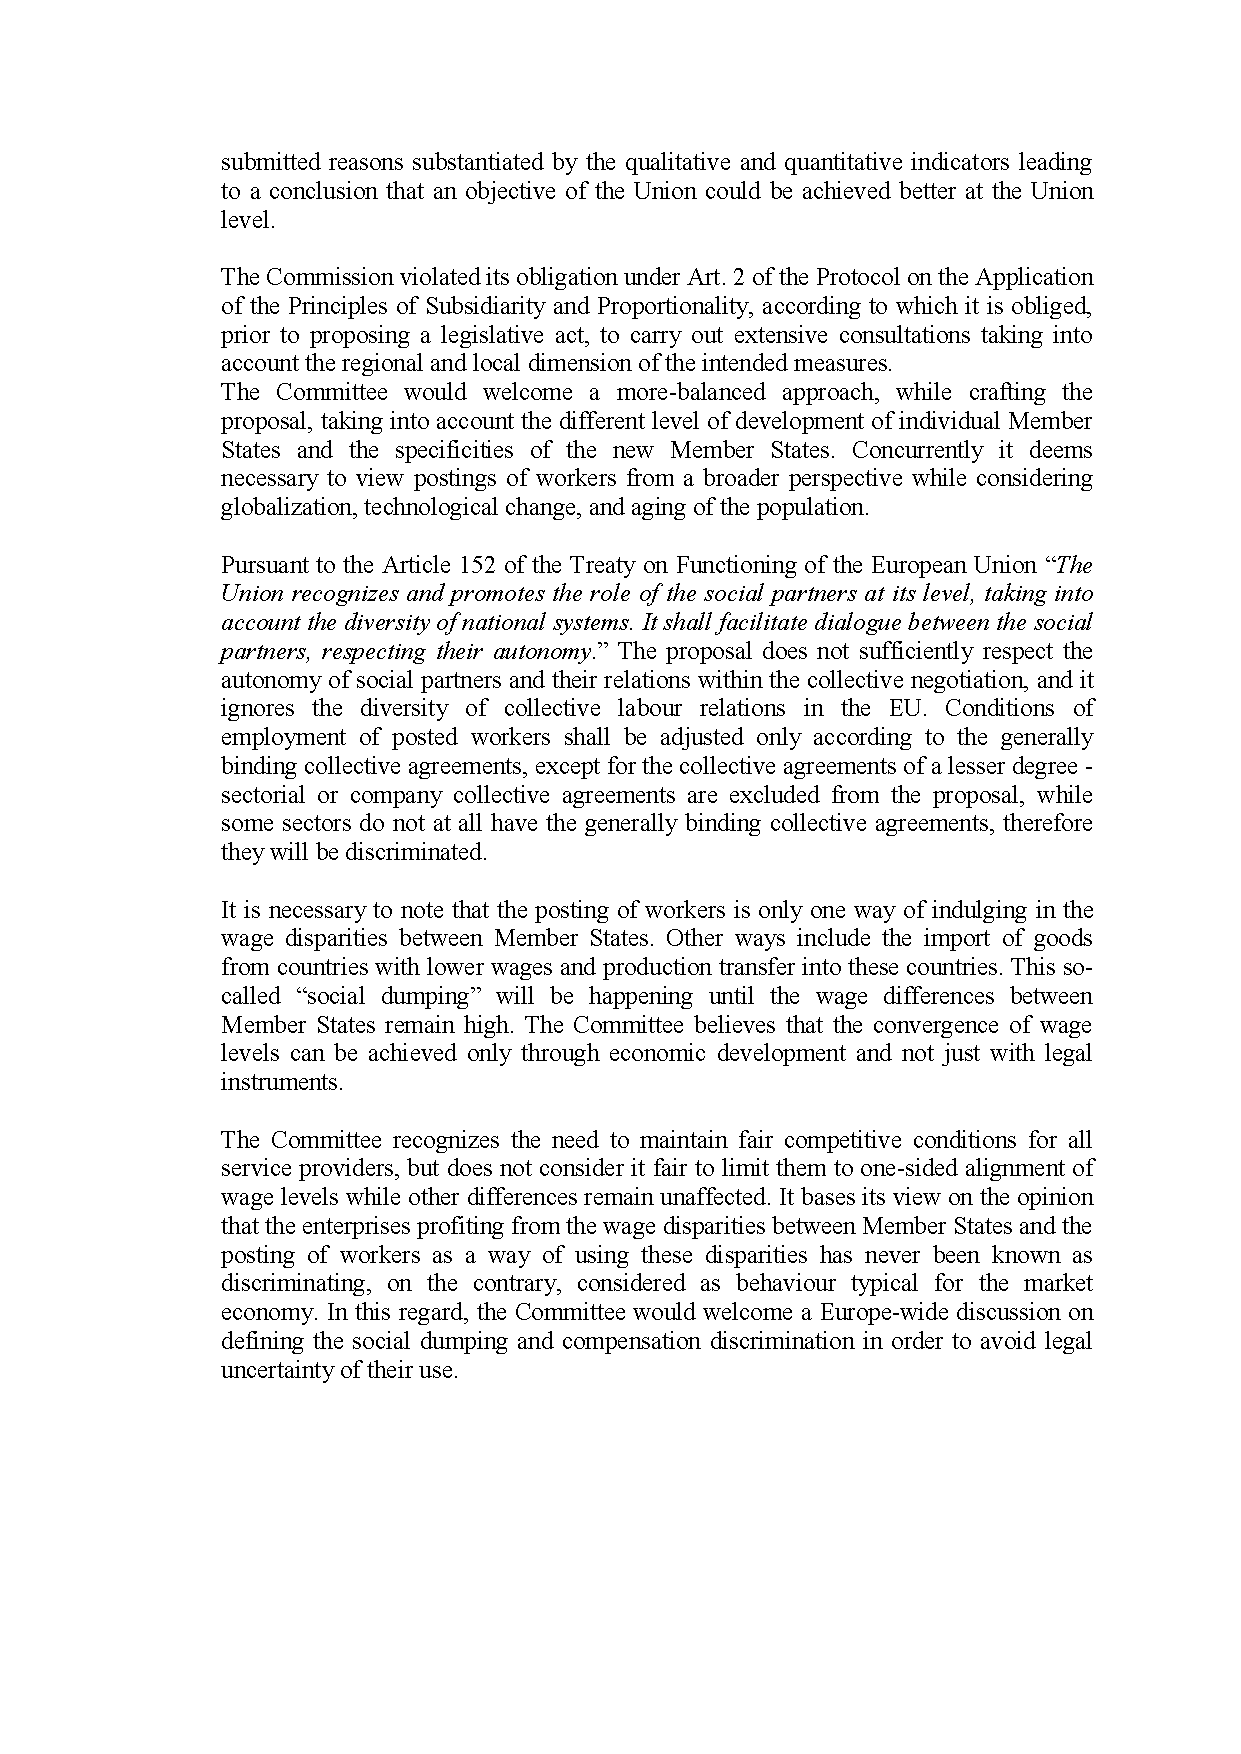 submitted reasons substantiated by the qualitative and quantitative indicators leading
to a conclusion that an objective of the Union could be achieved better at the Union
level.
The Commission violated its obligation under Art. 2 of the Protocol on the Application
of the Principles of Subsidiarity and Proportionality, according to which it is obliged,
prior to proposing a legislative act, to carry out extensive consultations taking into
account the regional and local dimension of the intended measures.
The Committee would welcome a more-balanced approach, while crafting the
proposal, taking into account the different level of development of individual Member
States and the specificities of the new Member States. Concurrently it deems
necessary to view postings of workers from a broader perspective while considering
globalization, technological change, and aging of the population.
Pursuant to the Article 152 of the Treaty on Functioning of the European Union “The
Union recognizes and promotes the role of the social partners at its level, taking into
account the diversity of national systems. It shall facilitate dialogue between the social
partners, respecting their autonomy.” The proposal does not sufficiently respect the
autonomy of social partners and their relations within the collective negotiation, and it
ignores the diversity of collective labour relations in the EU. Conditions of
employment of posted workers shall be adjusted only according to the generally
binding collective agreements, except for the collective agreements of a lesser degree -
sectorial or company collective agreements are excluded from the proposal, while
some sectors do not at all have the generally binding collective agreements, therefore
they will be discriminated.
It is necessary to note that the posting of workers is only one way of indulging in the
wage disparities between Member States. Other ways include the import of goods
from countries with lower wages and production transfer into these countries. This so-
called “social dumping” will be happening until the wage differences between
Member States remain high. The Committee believes that the convergence of wage
levels can be achieved only through economic development and not just with legal
instruments.
The Committee recognizes the need to maintain fair competitive conditions for all
service providers, but does not consider it fair to limit them to one-sided alignment of
wage levels while other differences remain unaffected. It bases its view on the opinion
that the enterprises profiting from the wage disparities between Member States and the
posting of workers as a way of using these disparities has never been known as
discriminating, on the contrary, considered as behaviour typical for the market
economy. In this regard, the Committee would welcome a Europe-wide discussion on
defining the social dumping and compensation discrimination in order to avoid legal
uncertainty of their use.